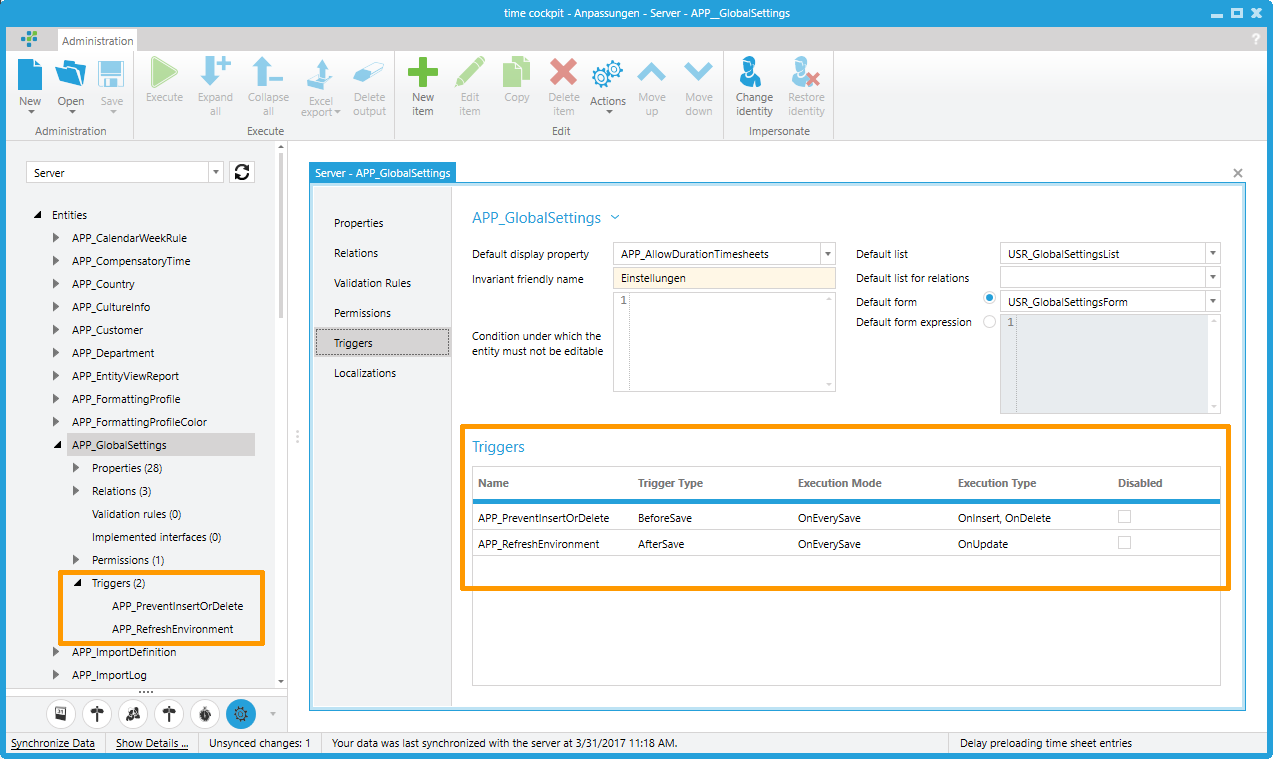 time cockpit - Anpassungen - Server - APP__GlobalSettings
Administration
?
New
Open
Save
Administration
Execute
Expand all
Collapse all
Excel export
Delete output
Execute
New item
Edit item
Copy
Delete item
Actions
Move up
Move down
Edit
Change identity
Restore identity
Impersonate
Server
Entities
APP_CalendarWeekRule
APP_CompensatoryTime
APP_Country
APP_CultureInfo
APP_Customer
APP_Department
APP_EntityViewReport
APP_FormattingProfile
APP_FormattingProfileColor
APP_GlobalSettings
Properties (28)
Relations (3)
Validation rules (0)
Implemented interfaces (0)
Permissions (1)
Triggers (2)
APP_PreventInsertOrDelete
APP_RefreshEnvironment
APP_ImportDefinition
APP_ImportLog
Server - APP_GlobalSettings
Properties
Relations
Validation Rules
Permissions
Triggers
Localizations
APP_GlobalSettings
Default display property APP_AllowDurationTimesheets
Invariant friendly name Einstellungen
1
Condition under which the
entity must not be editable
Default list USR_GlobalSettingsList
Default list for relations
Default form USR_GlobalSettingsForm
Default form expression 1
Triggers
Name Trigger Type Execution Mode Execution Type Disabled
APP_PreventInsertOrDelete BeforeSave OnEverySave OnInsert, OnDelete
APP_RefreshEnvironment AfterSave OnEverySave OnUpdate
Synchronize Data Show Details ... Unsynced changes: 1 Your data was last synchronized with the server at 3/31/2017 11:18 AM. Delay preloading time sheet entries